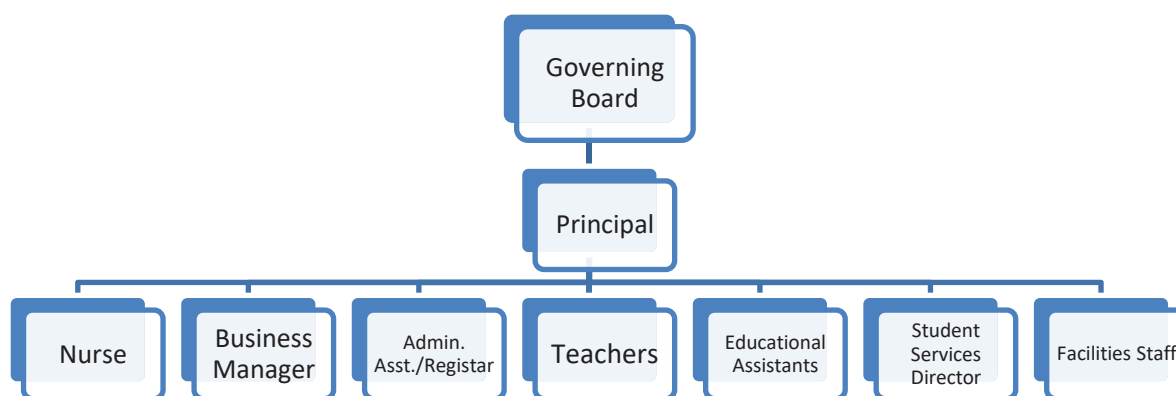 Governing
Board
Principal
Nurse
Business
Manager
Admin.
Asst./Registar
Teachers
Educational
Assistants
Student
Services
Director
Facilities Staff